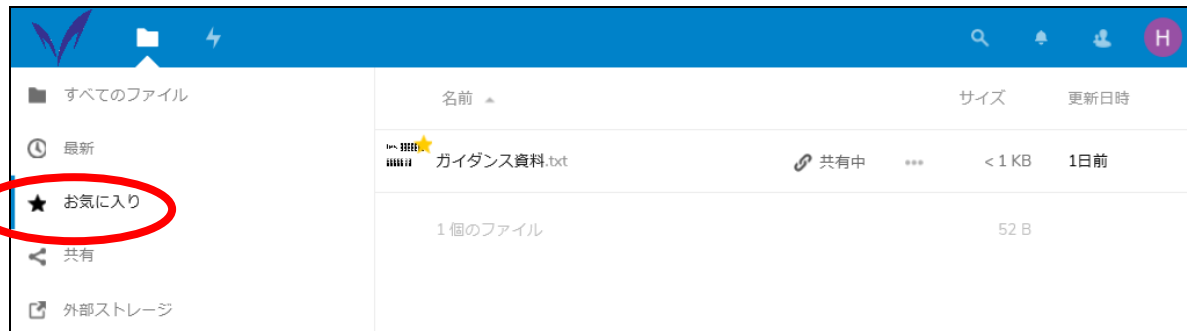 H
すべてのファイル
名前
サイズ
更新日時
最新
ガイダンス資料.txt
共有中
< 1 KB
1日前
お気に入り
1個のファイル
52 B
共有
外部ストレージ